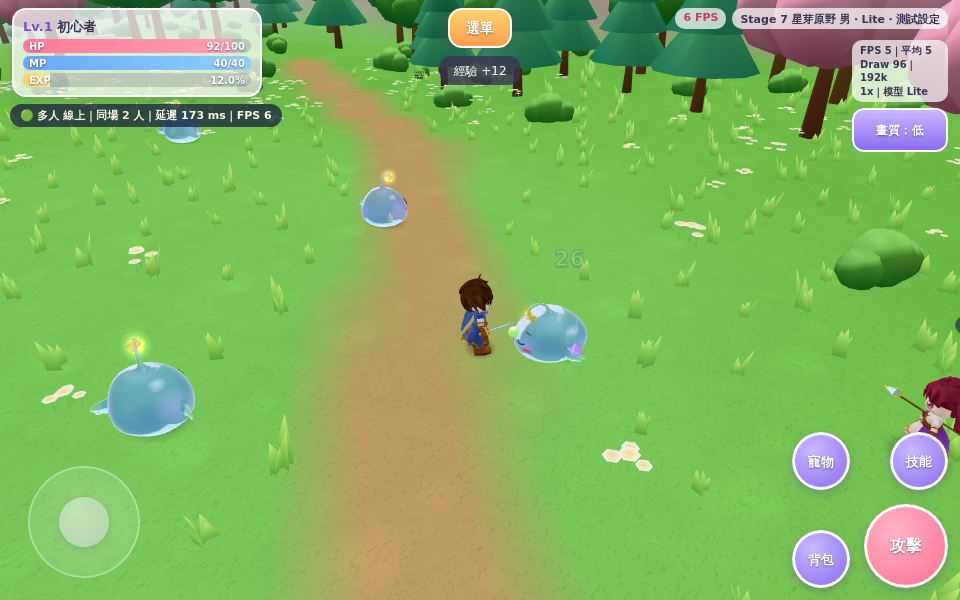 Lv.1 初心者
HP 92/100
MP 40/40
EXP 12.0%
多人 線上 | 同場 2 人 | 延遲 173 ms | FPS 6
選單
經驗 +12
6 FPS
Stage 7 星芽原野 男・Lite・測試設定
FPS 5 | 平均 5
Draw 96 |
192k
1x | 模型 Lite
畫質：低
26
寵物
技能
背包
攻擊